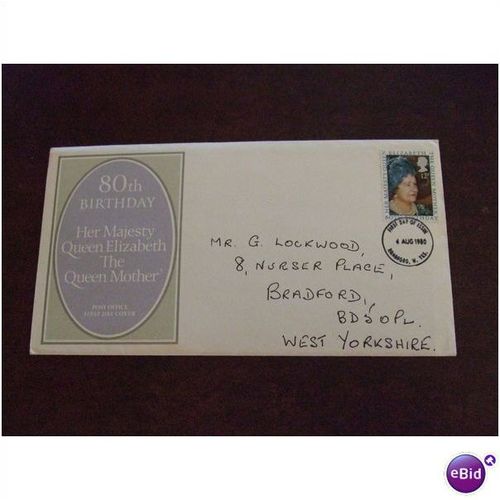 80th
BIRTHDAY
Her Majesty
Queen Elizabeth
The
Queen Mother
POST OFFICE
FIRST DAY COVER
MR. G. LOCKWOOD,
8, NURSER PLACE,
BRADFORD,
BD5 0PL.
WEST YORKSHIRE.
12p
FIRST DAY OF ISSUE
4 AUG 1980
BRADFORD, W. YKS.
eBid